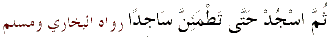 ثُمَّ اسْجُدْ حَتَّى تَطْمَئِنَّ سَاجِدًا رواه البخاري ومسلم